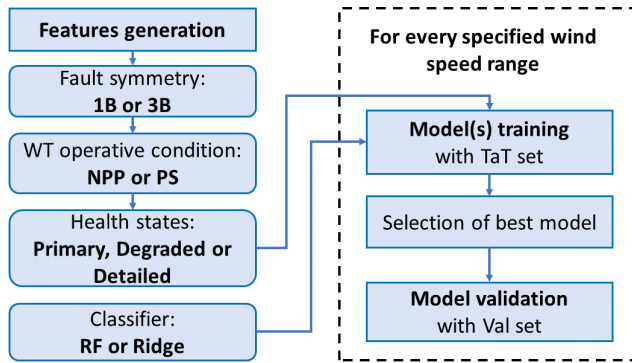 Features generation
Fault symmetry:
1B or 3B
WT operative condition:
NPP or PS
Health states:
Primary, Degraded or
Detailed
Classifier:
RF or Ridge
For every specified wind
speed range
Model(s) training
with TaT set
Selection of best model
Model validation
with Val set